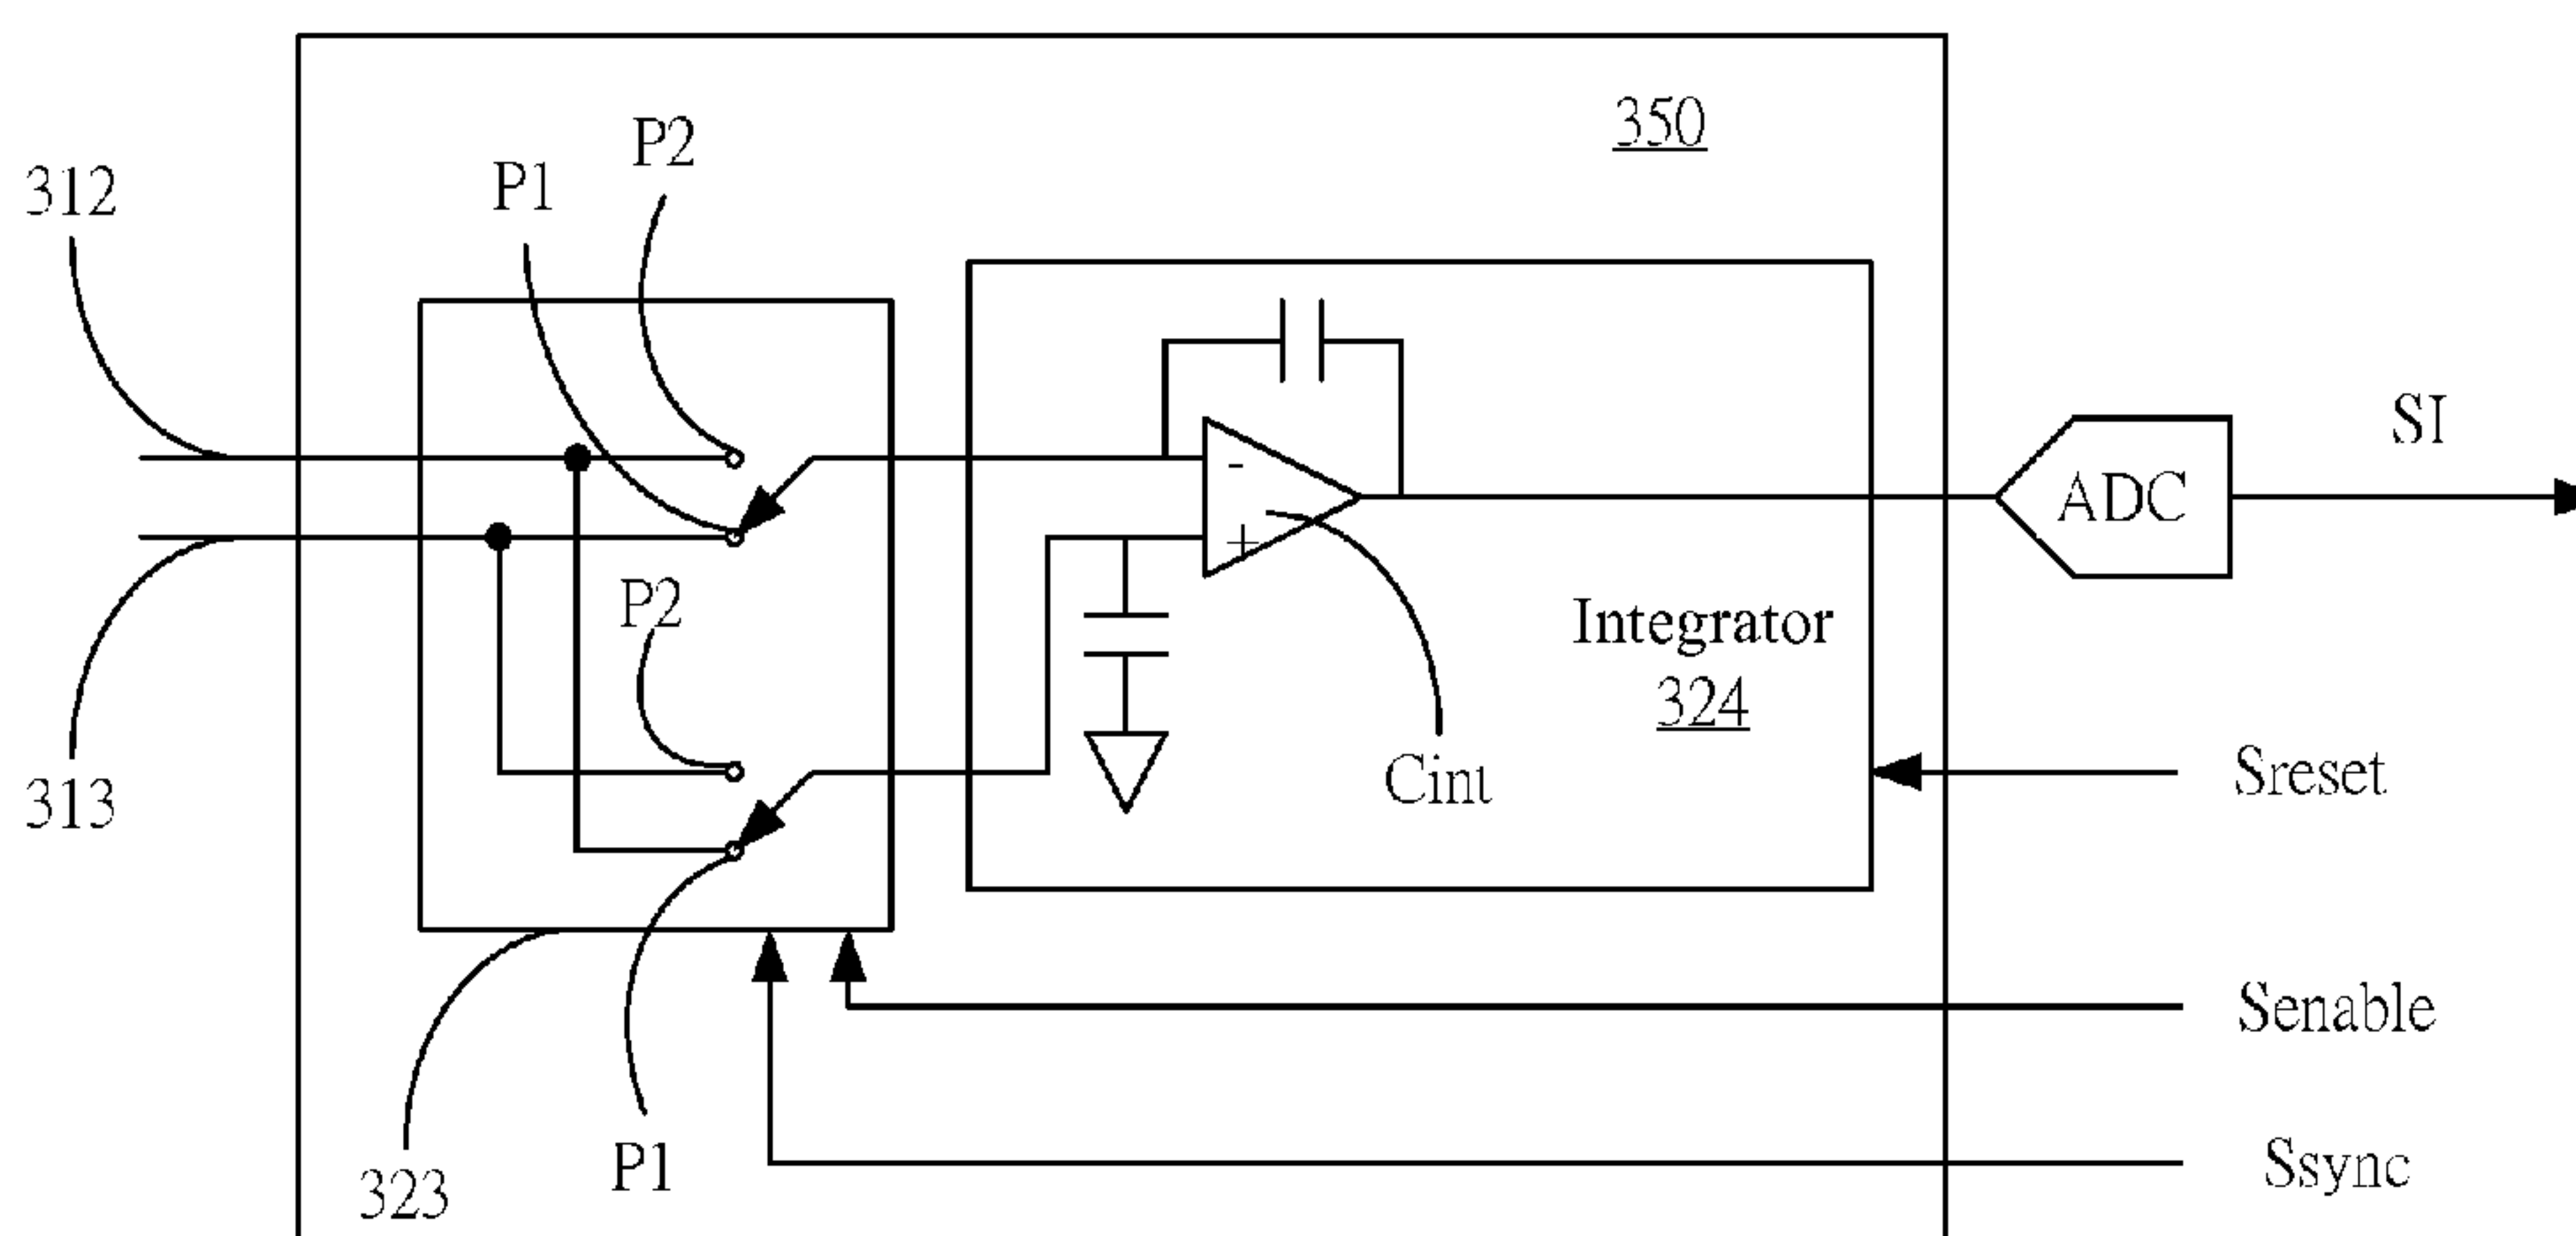 350
P2
P1
312
SI
ADC
-
+
P2
Integrator
324
Cint
Sreset
313
Senable
P1
Ssync
323